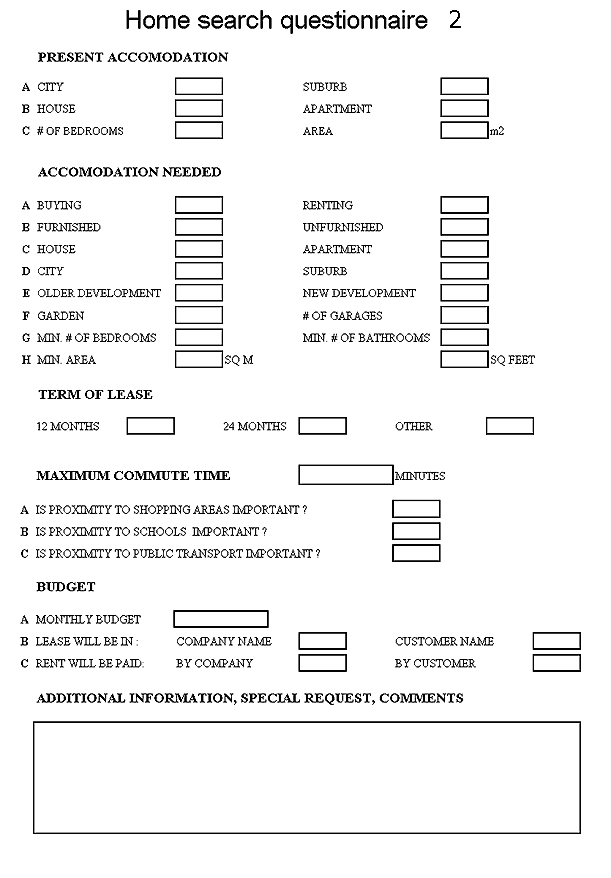 Home search questionnaire 2
PRESENT ACCOMODATION
A CITY SUBURB
B HOUSE APARTMENT
C # OF BEDROOMS AREA m2
ACCOMODATION NEEDED
A BUYING RENTING
B FURNISHED UNFURNISHED
C HOUSE APARTMENT
D CITY SUBURB
E OLDER DEVELOPMENT NEW DEVELOPMENT
F GARDEN # OF GARAGES
G MIN. # OF BEDROOMS MIN. # OF BATHROOMS
H MIN. AREA SQ M SQ FEET
TERM OF LEASE
12 MONTHS 24 MONTHS OTHER
MAXIMUM COMMUTE TIME MINUTES
A IS PROXIMITY TO SHOPPING AREAS IMPORTANT ?
B IS PROXIMITY TO SCHOOLS IMPORTANT ?
C IS PROXIMITY TO PUBLIC TRANSPORT IMPORTANT ?
BUDGET
A MONTHLY BUDGET
B LEASE WILL BE IN : COMPANY NAME CUSTOMER NAME
C RENT WILL BE PAID: BY COMPANY BY CUSTOMER
ADDITIONAL INFORMATION, SPECIAL REQUEST, COMMENTS